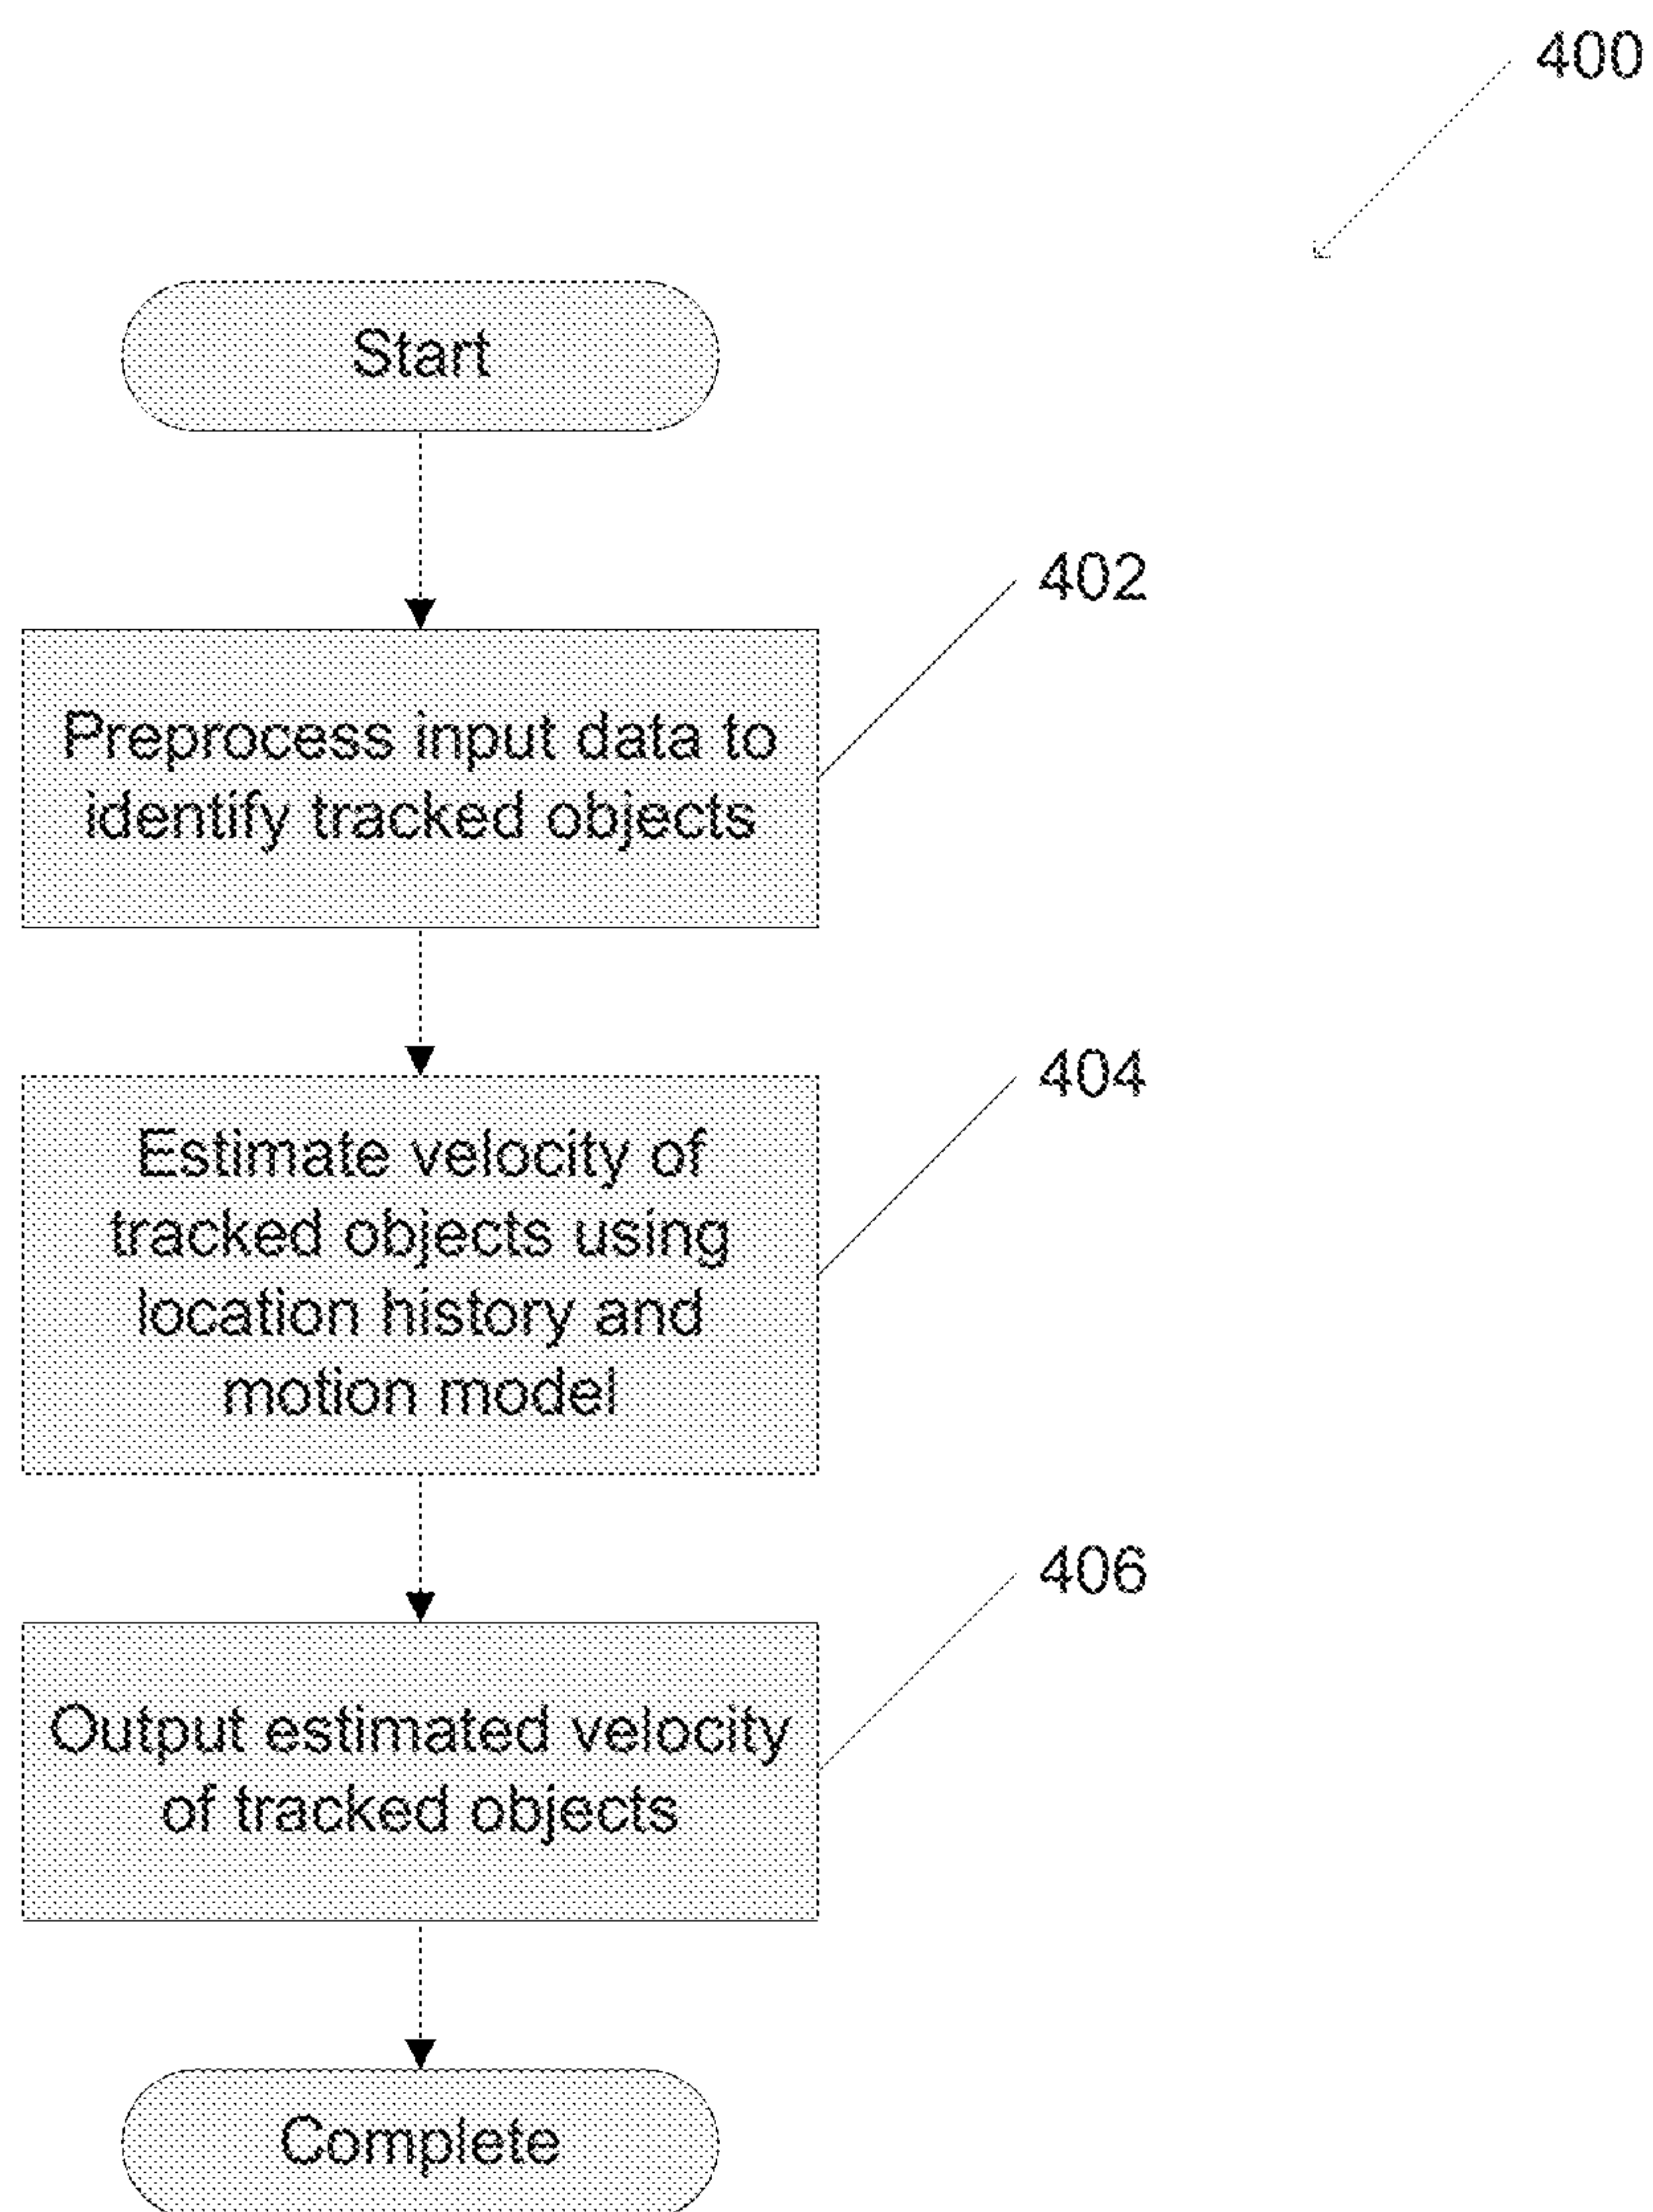 400
Start
402
Preprocess input data to
identify tracked objects
404
Estimate velocity of
tracked objects using
location history and
motion model
406
Output estimated velocity
of tracked objects
Complete